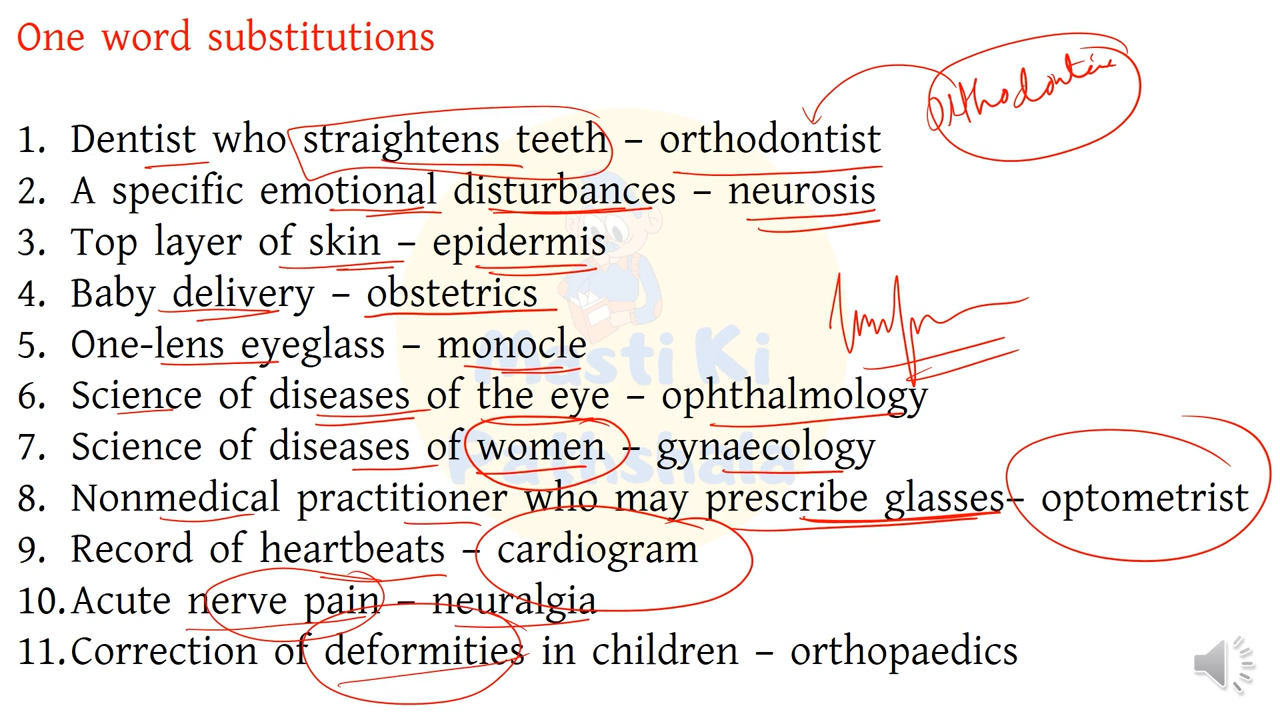 One word substitutions
1. Dentist who straightens teeth – orthodontist
2. A specific emotional disturbances – neurosis
3. Top layer of skin – epidermis
4. Baby delivery – obstetrics
5. One-lens eyeglass – monocle
6. Science of diseases of the eye – ophthalmology
7. Science of diseases of women – gynaecology
8. Nonmedical practitioner who may prescribe glasses– optometrist
9. Record of heartbeats – cardiogram
10. Acute nerve pain – neuralgia
11. Correction of deformities in children – orthopaedics
Masti Ki
Pathshala